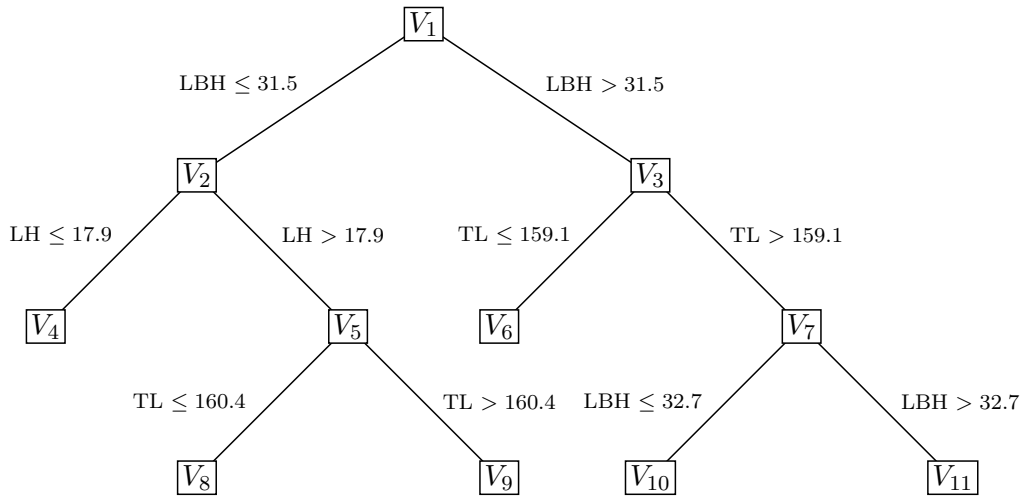 V₁
LBH ≤ 31.5
LBH > 31.5
V₂
V₃
LH ≤ 17.9
LH > 17.9
TL ≤ 159.1
TL > 159.1
V₄
V₅
V₆
V₇
TL ≤ 160.4
TL > 160.4
LBH ≤ 32.7
LBH > 32.7
V₈
V₉
V₁₀
V₁₁